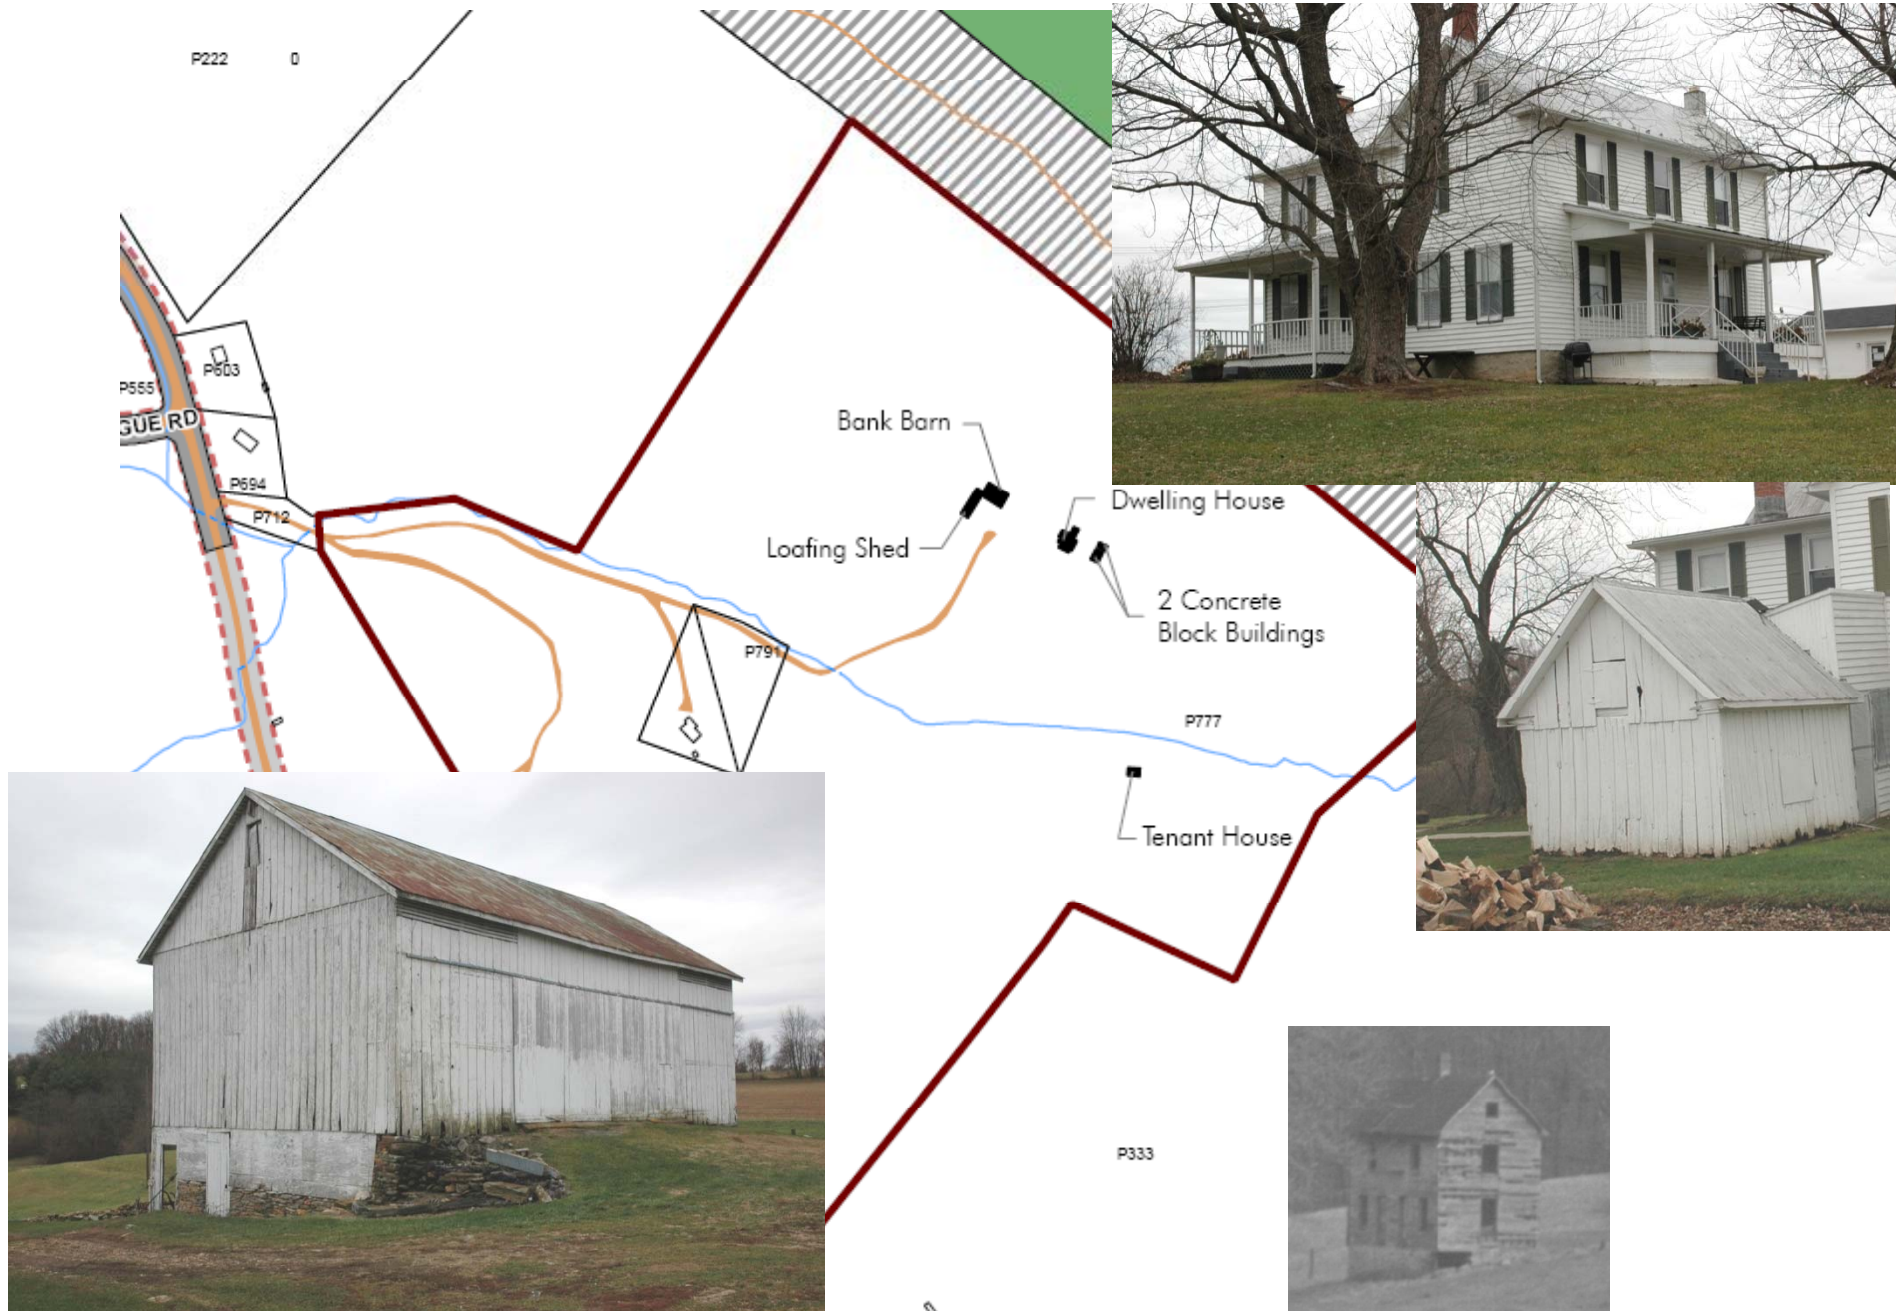 P222 0
P603
P555
GUE RD
P694
P712
Bank Barn
Loafing Shed
Dwelling House
2 Concrete
Block Buildings
P791
P777
Tenant House
P333